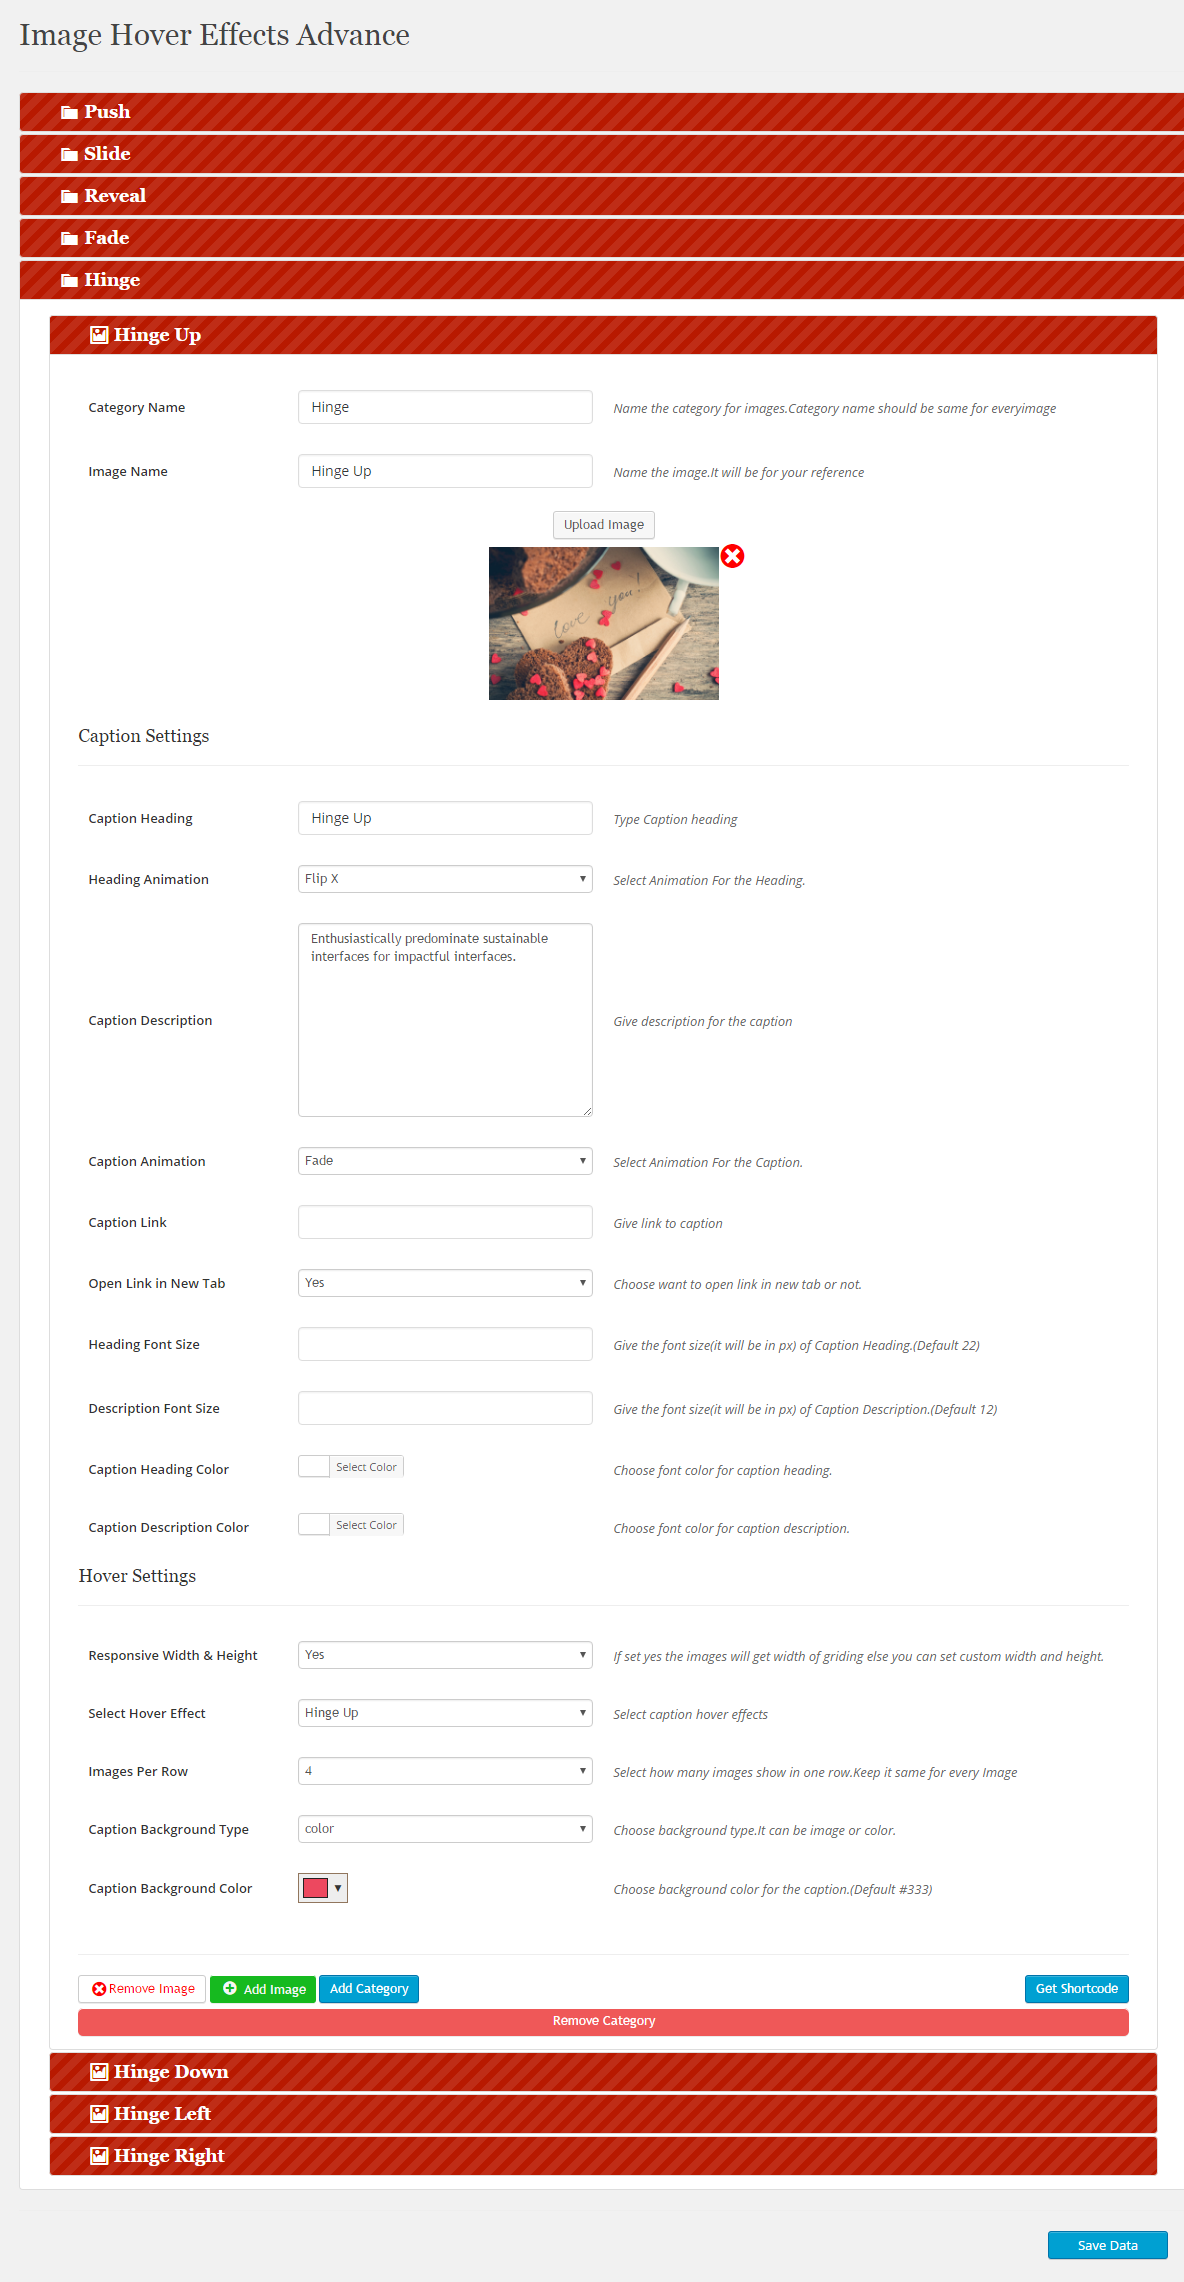 Image Hover Effects Advance
Push
Slide
Reveal
Fade
Hinge
Hinge Up
Category Name Hinge Name the category for images.Category name should be same for everyimage
Image Name Hinge Up Name the image.It will be for your reference
Upload Image
love you!
Caption Settings
Caption Heading Hinge Up Type Caption heading
Heading Animation Flip X Select Animation For the Heading.
Enthusiastically predominate sustainable
interfaces for impactful interfaces.
Caption Description Give description for the caption
Caption Animation Fade Select Animation For the Caption.
Caption Link Give link to caption
Open Link in New Tab Yes Choose want to open link in new tab or not.
Heading Font Size Give the font size(it will be in px) of Caption Heading.(Default 22)
Description Font Size Give the font size(it will be in px) of Caption Description.(Default 12)
Caption Heading Color Select Color Choose font color for caption heading.
Caption Description Color Select Color Choose font color for caption description.
Hover Settings
Responsive Width & Height Yes If set yes the images will get width of griding else you can set custom width and height.
Select Hover Effect Hinge Up Select caption hover effects
Images Per Row 4 Select how many images show in one row.Keep it same for every Image
Caption Background Type color Choose background type.It can be image or color.
Caption Background Color Choose background color for the caption.(Default #333)
Remove Image Add Image Add Category Get Shortcode
Remove Category
Hinge Down
Hinge Left
Hinge Right
Save Data